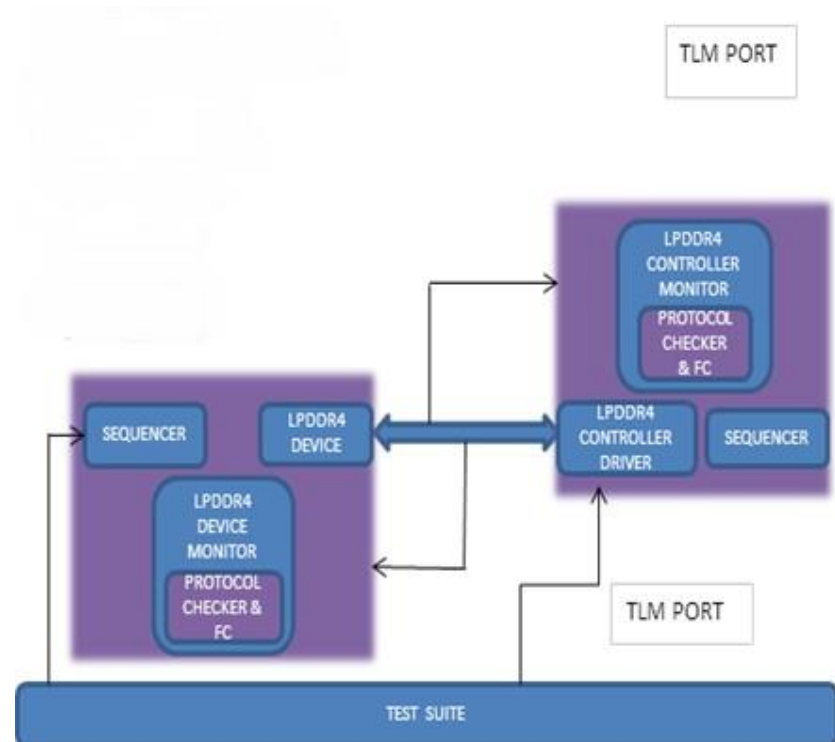 TLM PORT
LPDDR4
CONTROLLER
MONITOR
PROTOCOL
CHECKER
& FC
SEQUENCER
LPDDR4
DEVICE
LPDDR4
CONTROLLER
DRIVER
SEQUENCER
LPDDR4
DEVICE
MONITOR
PROTOCOL
CHECKER &
FC
TLM PORT
TEST SUITE